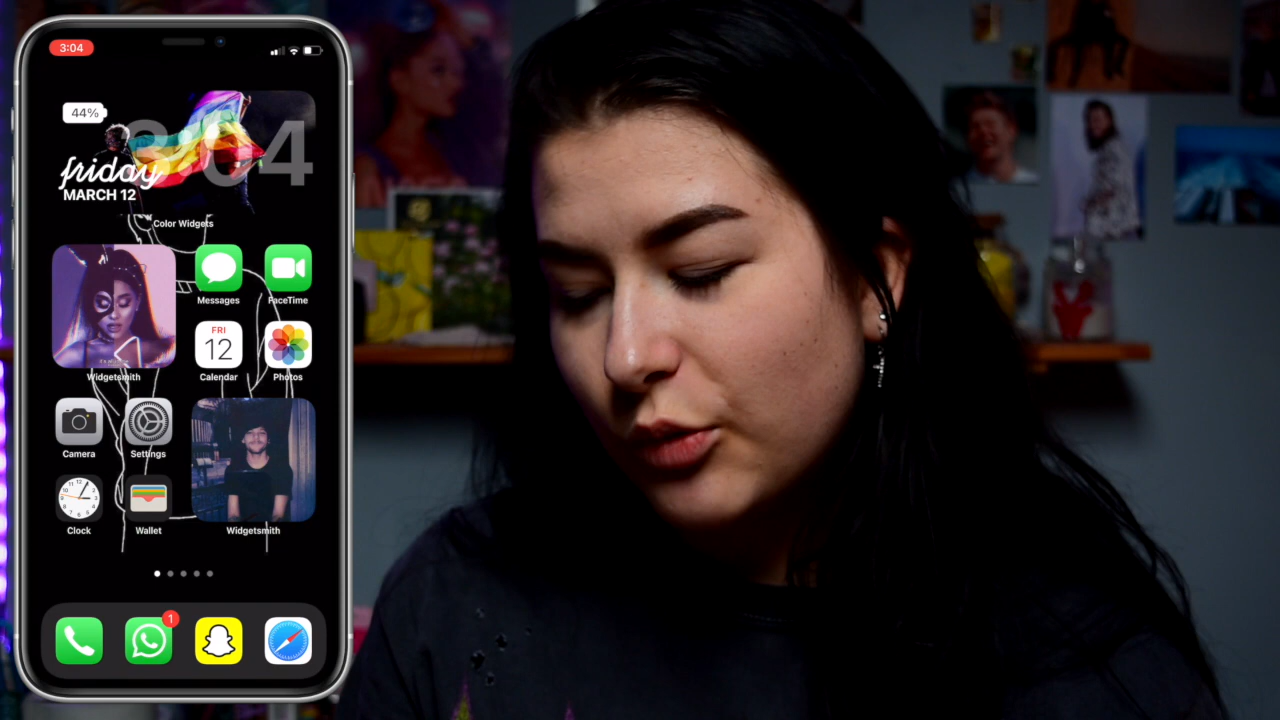 3:04
44%
3:04
friday
MARCH 12
Color Widgets
Messages
FaceTime
FRI
12
Widgetsmith
Calendar
Photos
Camera
Settings
Clock
Wallet
Widgetsmith
1